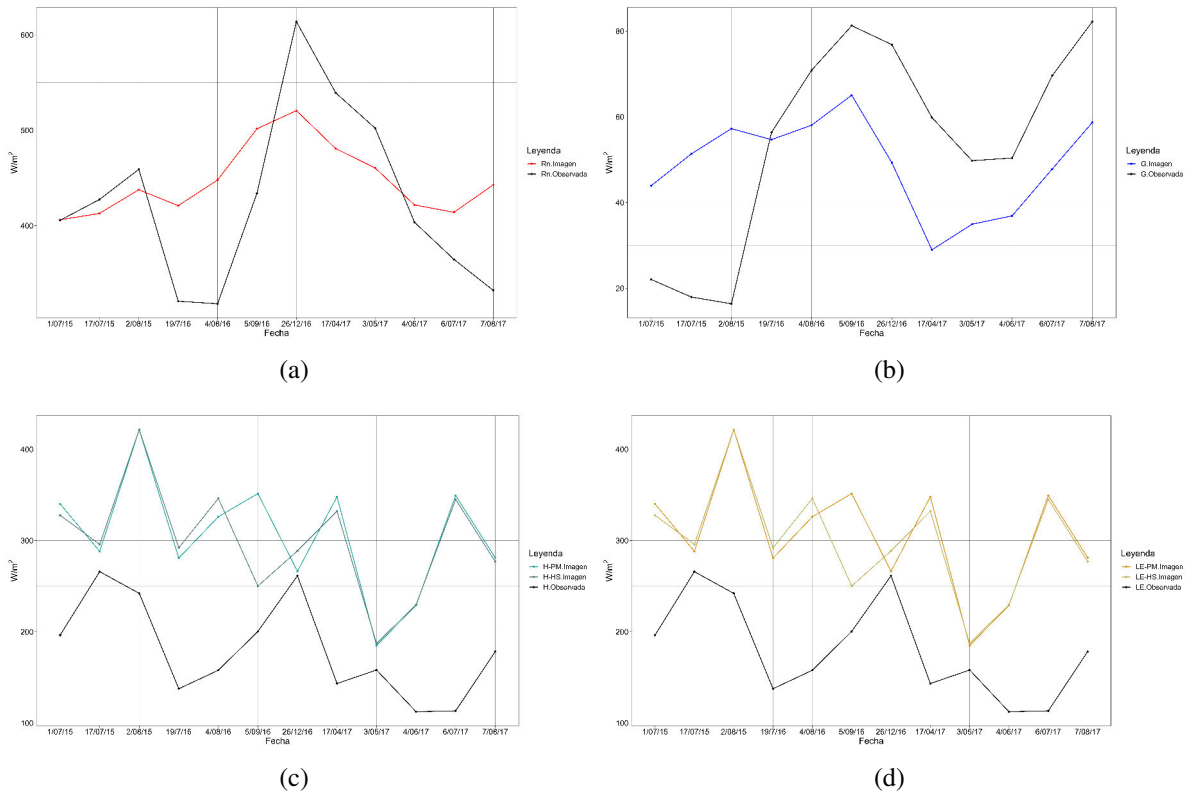 600
500
400
W/m²
1/07/15 17/07/15 2/08/15 19/7/16 4/08/16 5/09/16 26/12/16 17/04/17 3/05/17 4/06/17 6/07/17 7/08/17
Fecha
Leyenda
Rn.Imagen
Rn.Observada
(a)
80
60
40
20
W/m²
1/07/15 17/07/15 2/08/15 19/7/16 4/08/16 5/09/16 26/12/16 17/04/17 3/05/17 4/06/17 6/07/17 7/08/17
Fecha
Leyenda
G.Imagen
G.Observada
(b)
400
300
200
100
W/m²
1/07/15 17/07/15 2/08/15 19/7/16 4/08/16 5/09/16 26/12/16 17/04/17 3/05/17 4/06/17 6/07/17 7/08/17
Fecha
Leyenda
H-PM.Imagen
H-HS.Imagen
H.Observada
(c)
400
300
200
100
W/m²
1/07/15 17/07/15 2/08/15 19/7/16 4/08/16 5/09/16 26/12/16 17/04/17 3/05/17 4/06/17 6/07/17 7/08/17
Fecha
Leyenda
LE-PM.Imagen
LE-HS.Imagen
LE.Observada
(d)